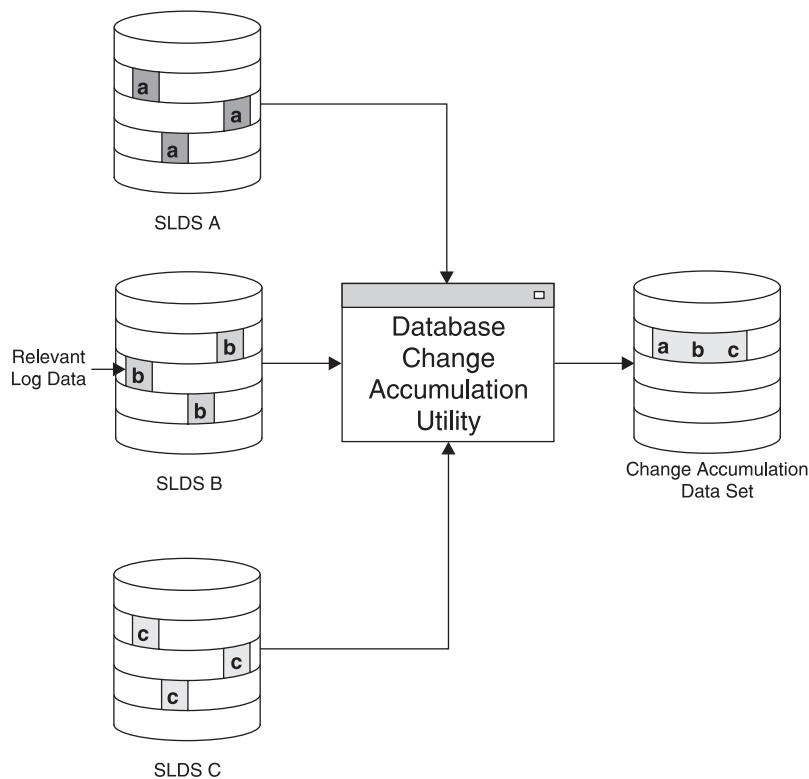 a
a
a
SLDS A
Relevant
Log Data
b
b
b
SLDS B
Database
Change
Accumulation
Utility
a b c
Change Accumulation
Data Set
c
c
c
SLDS C